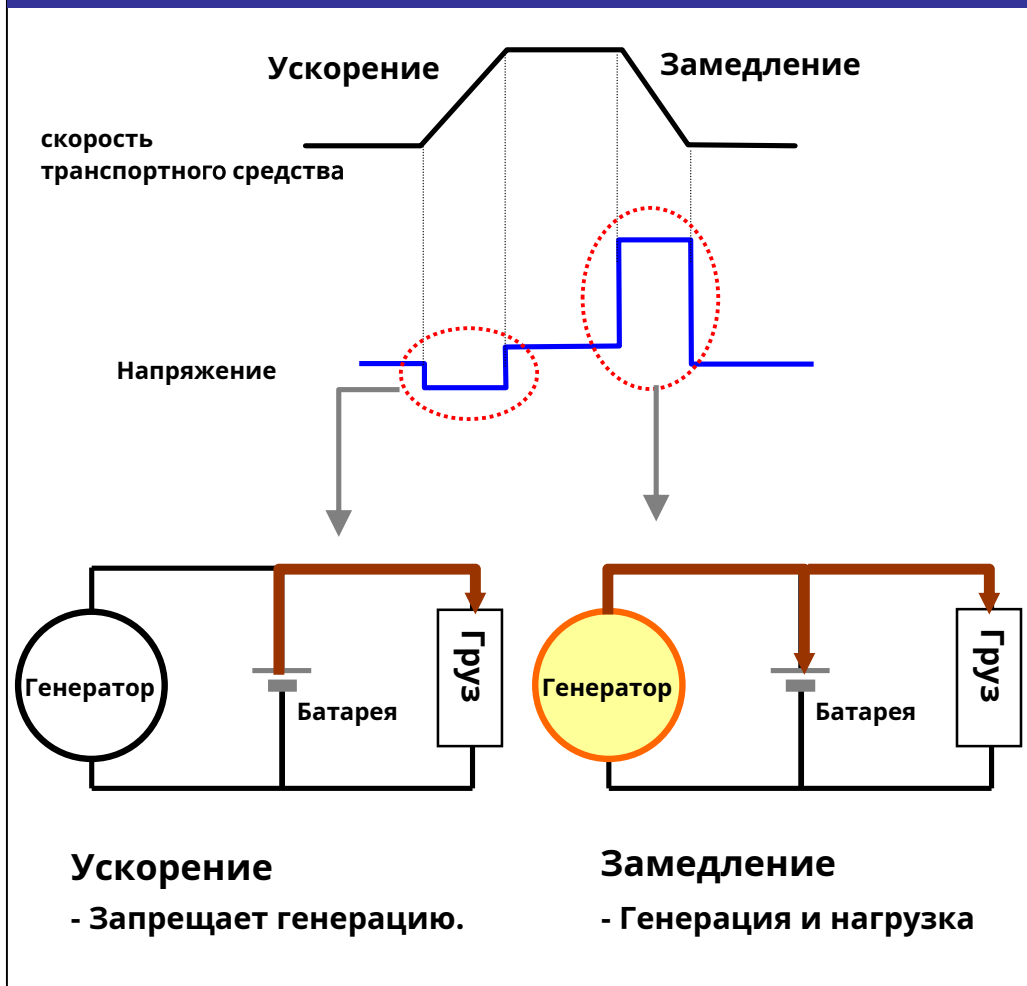 Ускорение
Замедление
скорость
транспортного средства
Напряжение
Генератор
Батарея
Груз
Генератор
Батарея
Груз
Ускорение
- Запрещает генерацию.
Замедление
- Генерация и нагрузка